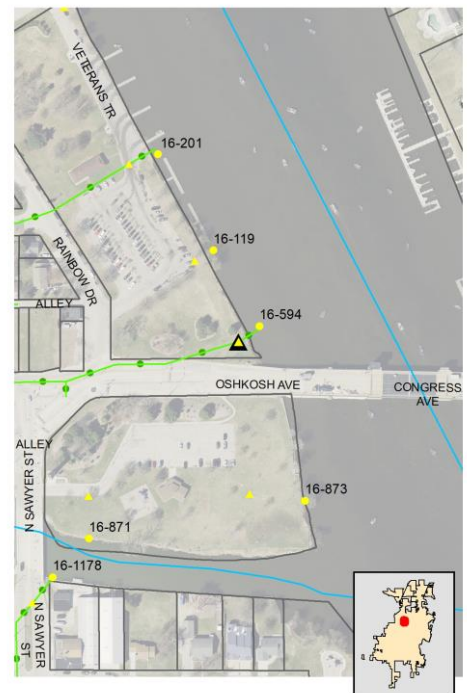 VETERANS TR
16-201
16-119
RAINBOW DR
ALLEY
16-594
OSHKOSH AVE
CONGRESS
AVE
ALLEY
N SAWYER ST
16-873
16-871
16-1178
N SAWYER
ST